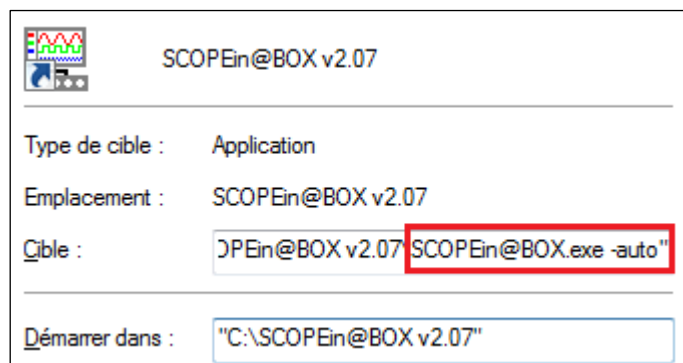 SCOPEin@BOX v2.07
Type de cible : Application
Emplacement : SCOPEin@BOX v2.07
Cible : OPEin@BOX v2.07\SCOPEin@BOX.exe -auto"
Démarrer dans : "C:\SCOPEin@BOX v2.07"